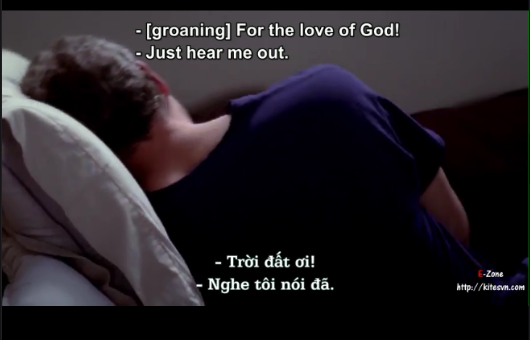 - [groaning] For the love of God!
- Just hear me out.
- Trời đất ơi!
- Nghe tôi nói đã.
E-Zone
http://kitesvn.com